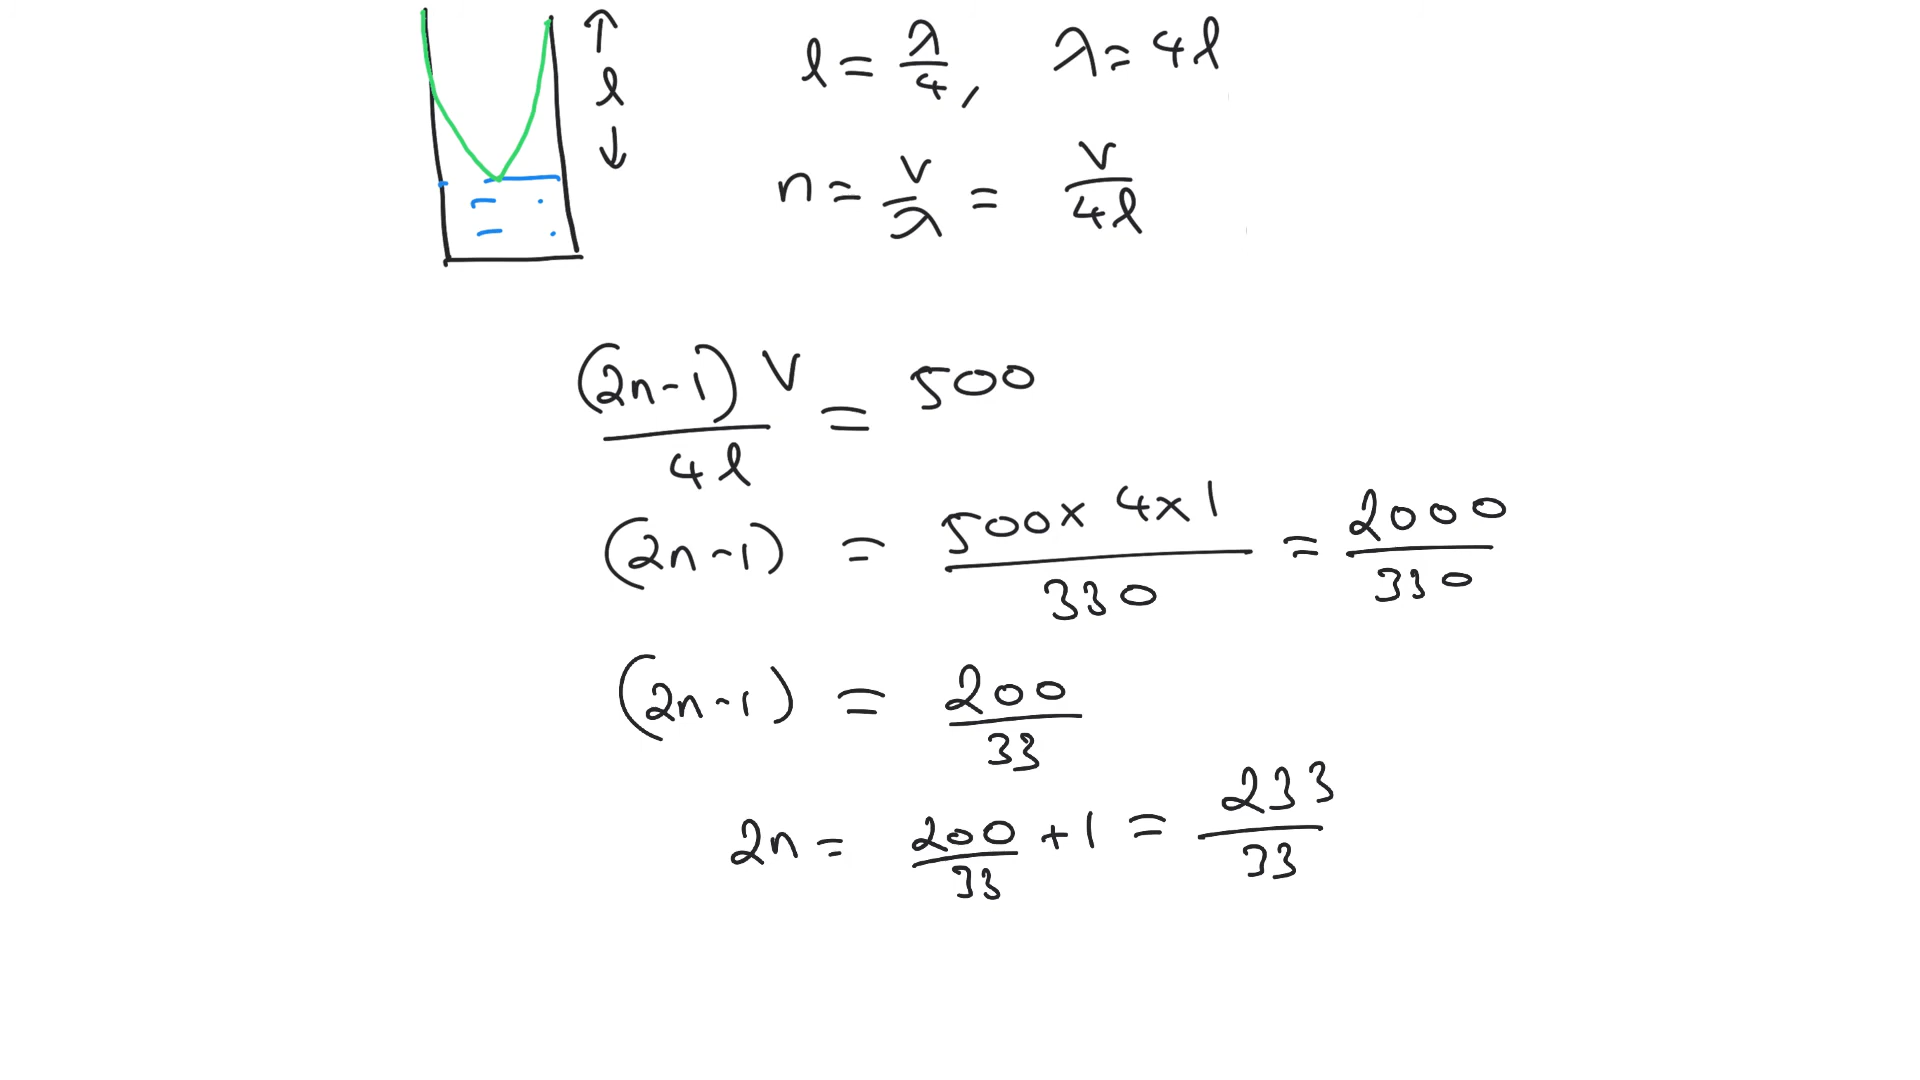 ↑
l
↓
l = λ/4, λ = 4l
n = v/λ = v/4l
(2n-1) v / 4l = 500
(2n-1) = 500 x 4 x 1 / 330 = 2000/330
(2n-1) = 200/33
2n = 200/33 + 1 = 233/33